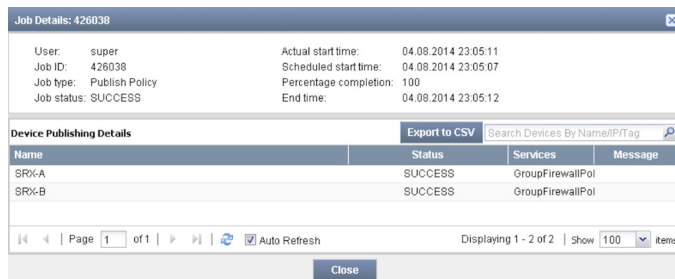 Job Details: 426038
User: super
Job ID: 426038
Job type: Publish Policy
Job status: SUCCESS
Actual start time: 04.08.2014 23:05:11
Scheduled start time: 04.08.2014 23:05:07
Percentage completion: 100
End time: 04.08.2014 23:05:12
Device Publishing Details Export to CSV Search Devices By Name/IP/Tag
Name Status Services Message
SRX-A SUCCESS GroupFirewallPol
SRX-B SUCCESS GroupFirewallPol
Page 1 of 1 Auto Refresh Displaying 1 - 2 of 2 Show 100 items
Close